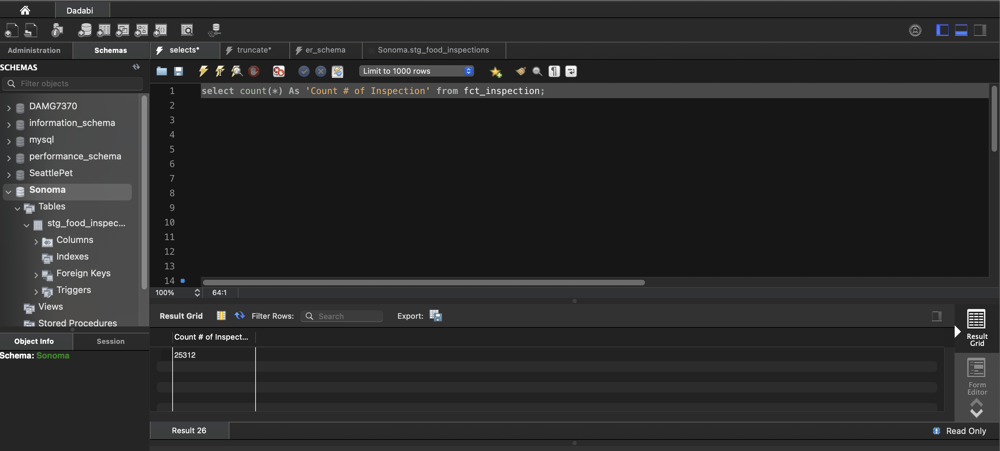 Dadabi
Administration
Schemas
selects*
truncate*
er_schema
Sonoma.stg_food_inspections
SCHEMAS
Limit to 1000 rows
Filter objects
DAMG7370
information_schema
mysql
performance_schema
SeattlePet
Sonoma
Tables
stg_food_inspec...
Columns
Indexes
Foreign Keys
Triggers
Views
Stored Procedures
1 select count(*) As 'Count # of Inspection' from fct_inspection;
2
3
4
5
6
7
8
9
10
11
12
13
14
100%
64:1
Result Grid
Filter Rows:
Search
Export:
Count # of Inspect...
25312
Result
Grid
Form
Editor
Object Info
Session
Schema: Sonoma
Result 26
Read Only